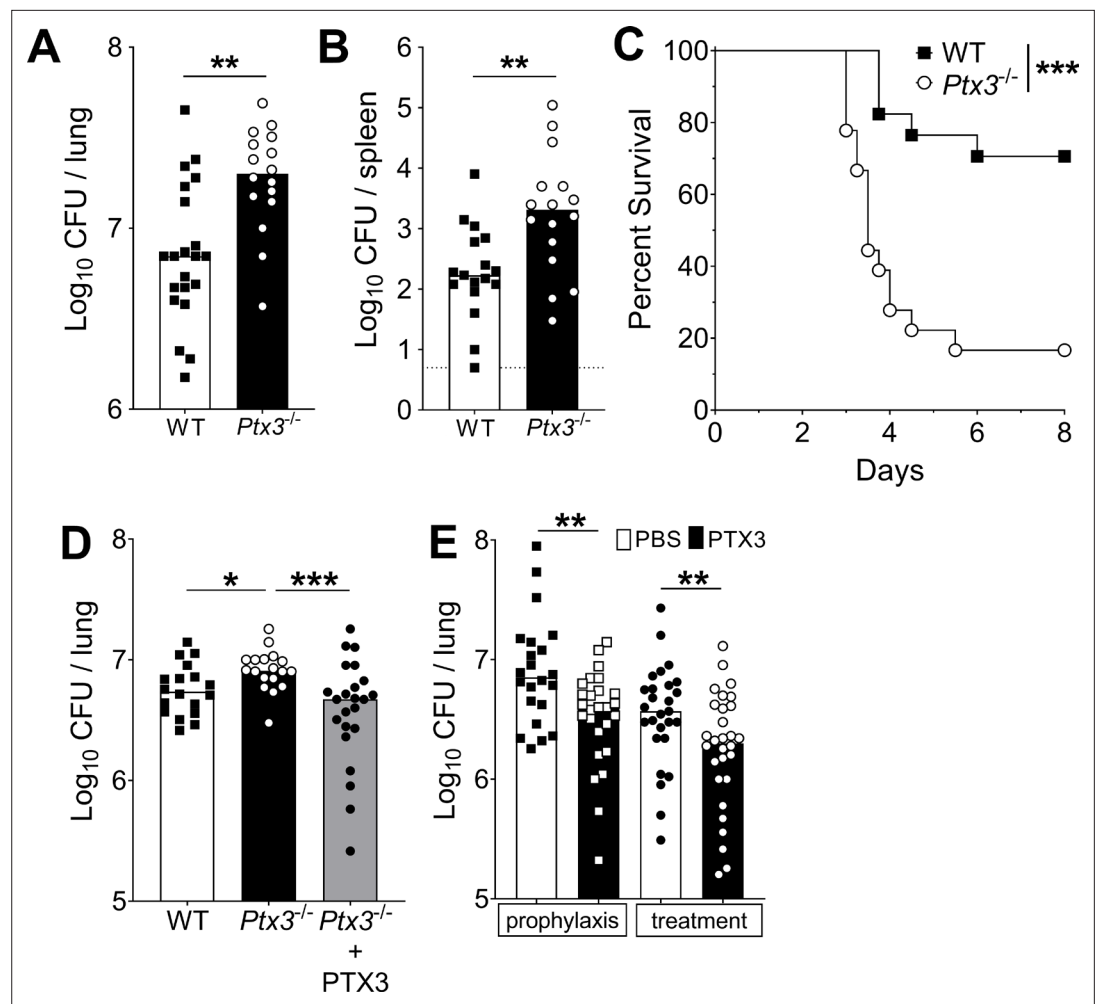 A
8
7
6
Log10 CFU / lung
**
WT
Ptx3-/-
B
6
5
4
3
2
1
0
Log10 CFU / spleen
**
WT
Ptx3-/-
C
100
80
60
40
20
0
Percent Survival
WT
Ptx3-/-
***
0 2 4 6 8
Days
D
8
7
6
5
Log10 CFU / lung
* ***
WT
Ptx3-/-
Ptx3-/-
+
PTX3
E
8
7
6
5
Log10 CFU / lung
PBS PTX3
**
**
prophylaxis
treatment